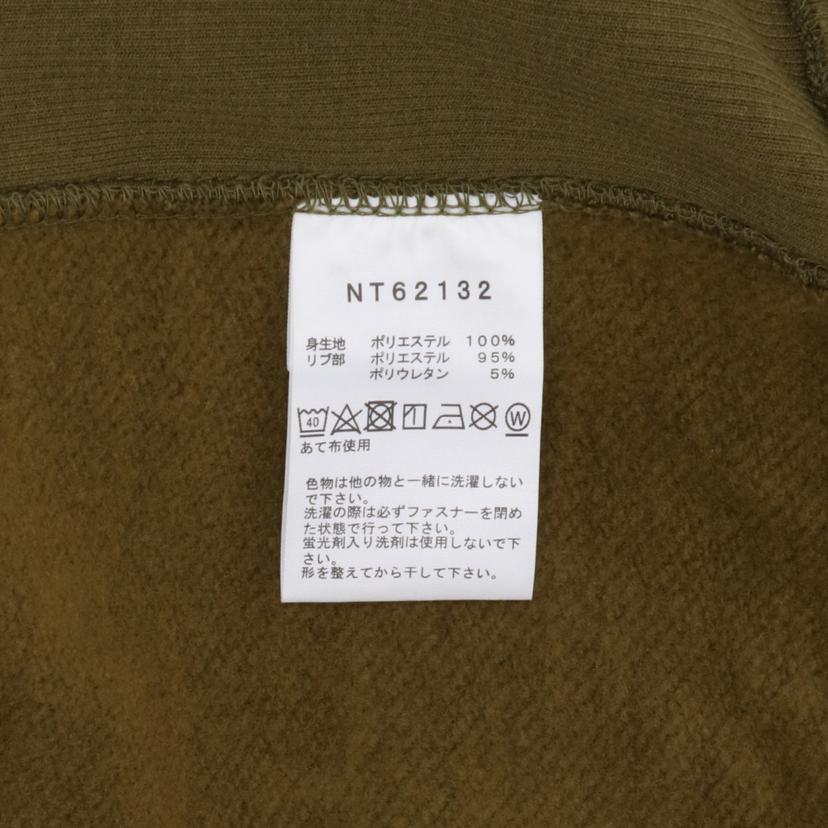 NT62132
身生地 ポリエステル 100%
リブ部 ポリエステル 95%
ポリウレタン 5%
40 W
あて布使用
色物は他の物と一緒に洗濯しない
で下さい。
洗濯の際は必ずファスナーを閉め
た状態で行って下さい。
蛍光剤入り洗剤は使用しないで下
さい。
形を整えてから干して下さい。